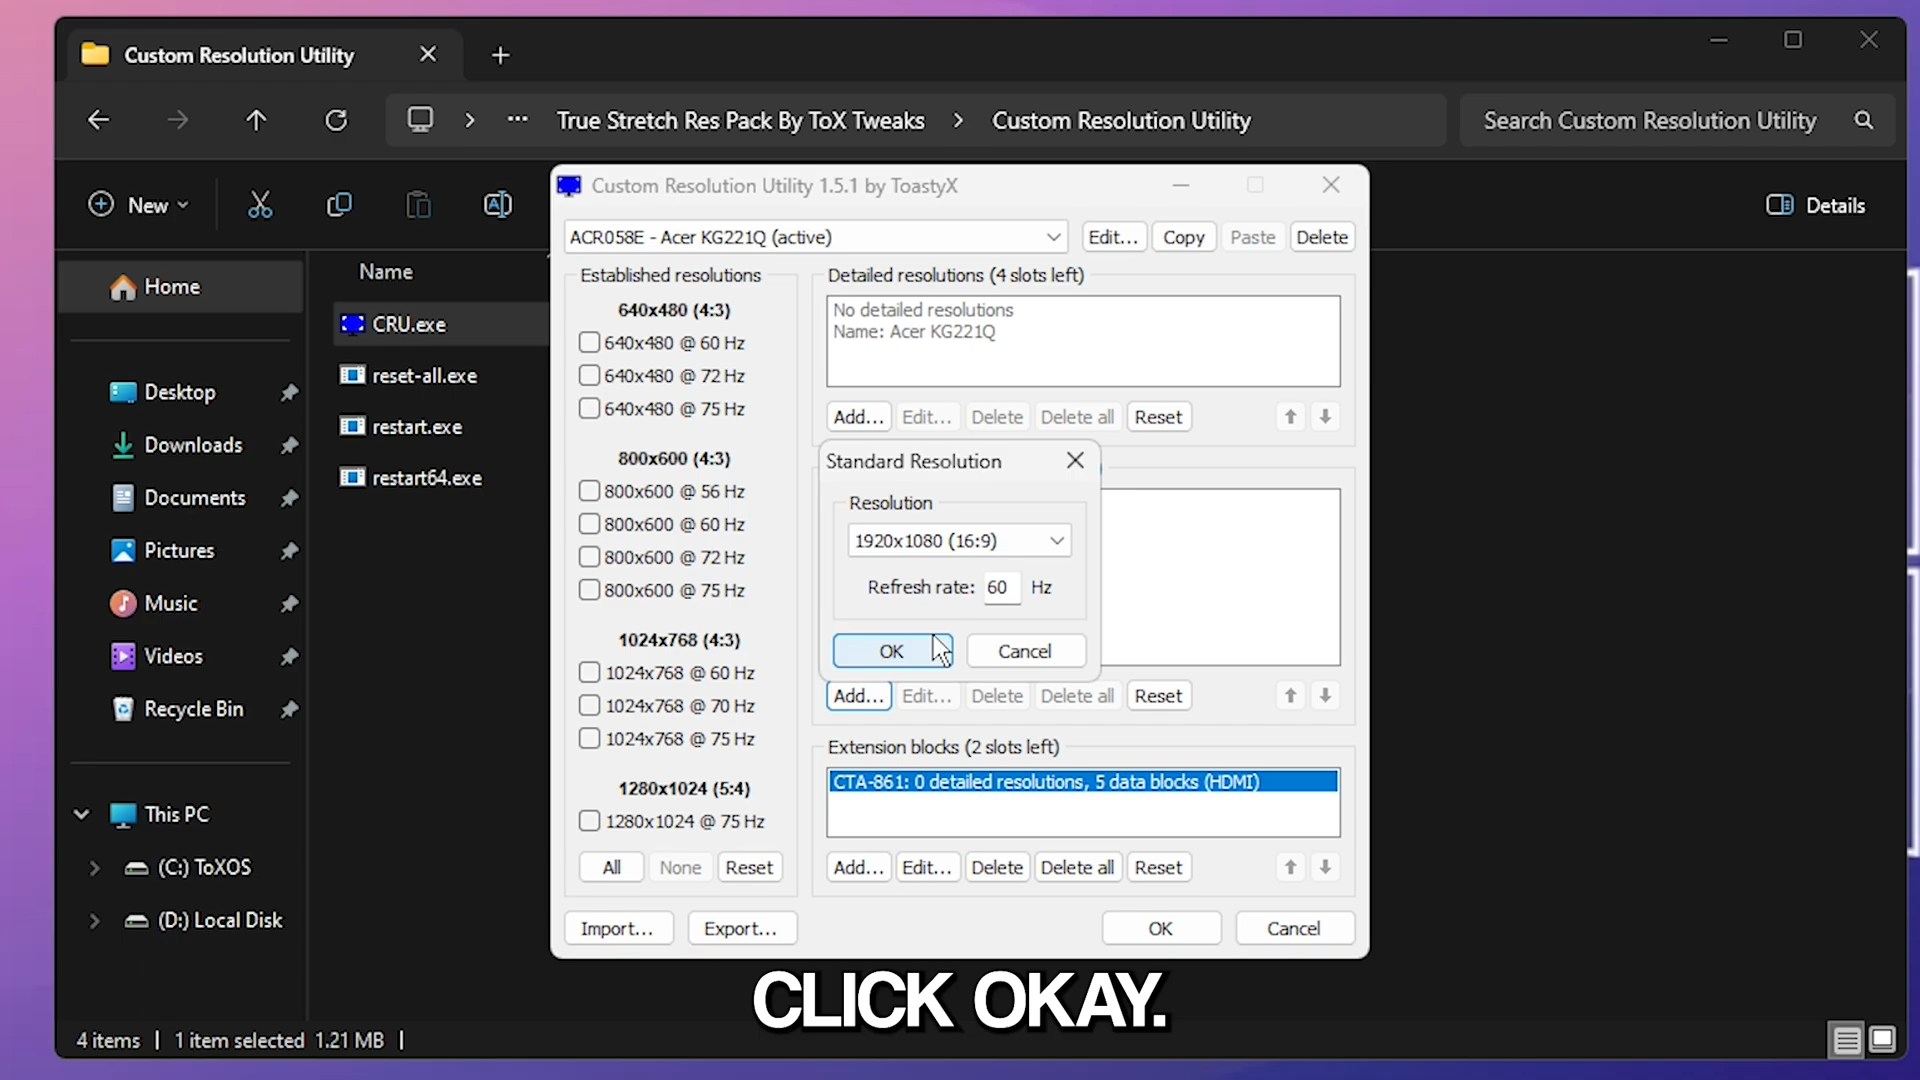 Custom Resolution Utility
True Stretch Res Pack By ToX Tweaks
Custom Resolution Utility
Search Custom Resolution Utility
New
Details
Home
Desktop
Downloads
Documents
Pictures
Music
Videos
Recycle Bin
This PC
(C:) ToXOS
(D:) Local Disk
Name
CRU.exe
reset-all.exe
restart.exe
restart64.exe
Custom Resolution Utility 1.5.1 by ToastyX
ACR058E - Acer KG221Q (active)
Edit...
Copy
Paste
Delete
Established resolutions
640x480 (4:3)
640x480 @ 60 Hz
640x480 @ 72 Hz
640x480 @ 75 Hz
800x600 (4:3)
800x600 @ 56 Hz
800x600 @ 60 Hz
800x600 @ 72 Hz
800x600 @ 75 Hz
1024x768 (4:3)
1024x768 @ 60 Hz
1024x768 @ 70 Hz
1024x768 @ 75 Hz
1280x1024 (5:4)
1280x1024 @ 75 Hz
All
None
Reset
Detailed resolutions (4 slots left)
No detailed resolutions
Name: Acer KG221Q
Add...
Edit...
Delete
Delete all
Reset
Standard Resolution
Resolution
1920x1080 (16:9)
Refresh rate: 60 Hz
OK
Cancel
Add...
Edit...
Delete
Delete all
Reset
Extension blocks (2 slots left)
CTA-861: 0 detailed resolutions, 5 data blocks (HDMI)
Add...
Edit...
Delete
Delete all
Reset
Import...
Export...
OK
Cancel
CLICK OKAY.
4 items
1 item selected 1.21 MB